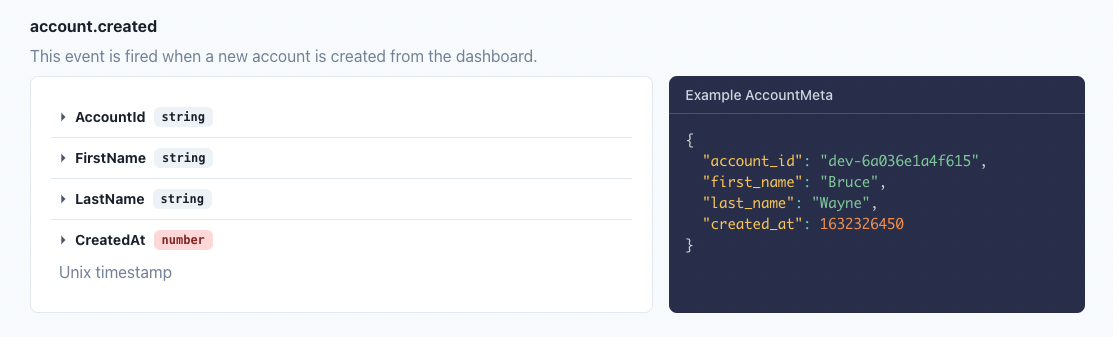 account.created
This event is fired when a new account is created from the dashboard.
AccountId string
FirstName string
LastName string
CreatedAt number
Unix timestamp
Example AccountMeta
{
  "account_id": "dev-6a036e1a4f615",
  "first_name": "Bruce",
  "last_name": "Wayne",
  "created_at": 1632326450
}